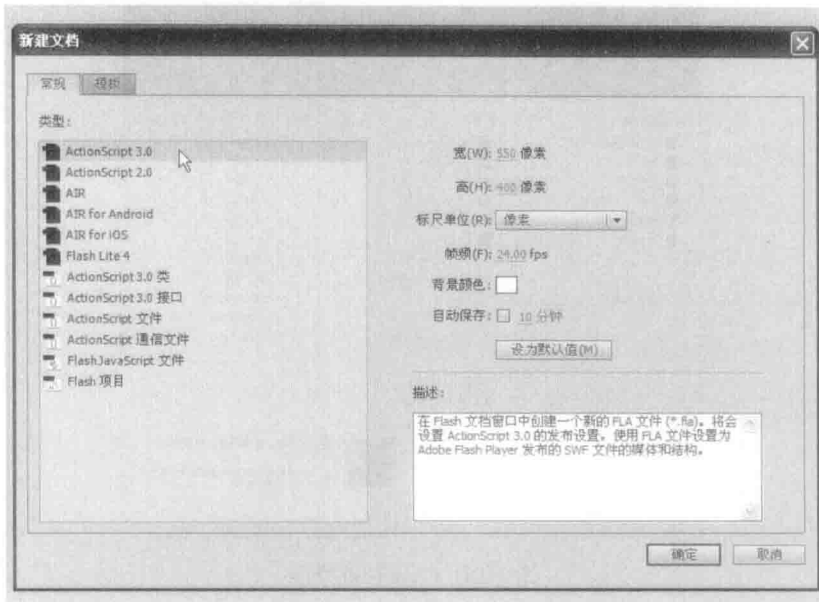 新建文档
常规 模板
类型:
ActionScript 3.0
ActionScript 2.0
AIR
AIR for Android
AIR for iOS
Flash Lite 4
ActionScript 3.0 类
ActionScript 3.0 接口
ActionScript 文件
ActionScript 通信文件
FlashJavaScript 文件
Flash 项目
宽(W): 550 像素
高(H): 400 像素
标尺单位(R): 像素
帧频(F): 24.00 fps
背景颜色:
自动保存: 10 分钟
设为默认值(M)
描述:
在 Flash 文档窗口中创建一个新的 FLA 文件 (*.fla)。将会
设置 ActionScript 3.0 的发布设置。使用 FLA 文件设置为
Adobe Flash Player 发布的 SWF 文件的媒体和结构。
确定 取消